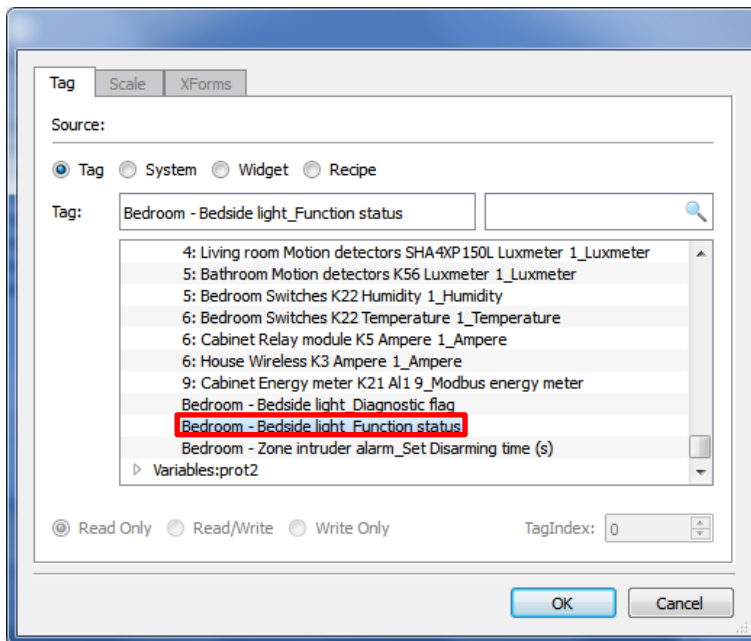 Tag Scale XForms
Source:
Tag System Widget Recipe
Tag: Bedroom - Bedside light_Function status
4: Living room Motion detectors SHA4XP150L Luxmeter 1_Luxmeter
5: Bathroom Motion detectors K56 Luxmeter 1_Luxmeter
5: Bedroom Switches K22 Humidity 1_Humidity
6: Bedroom Switches K22 Temperature 1_Temperature
6: Cabinet Relay module K5 Ampere 1_Ampere
6: House Wireless K3 Ampere 1_Ampere
9: Cabinet Energy meter K21 Al1 9_Modbus energy meter
Bedroom - Bedside light_Diagnostic flag
Bedroom - Bedside light_Function status
Bedroom - Zone intruder alarm_Set Disarming time (s)
Variables:prot2
Read Only Read/Write Write Only TagIndex: 0
OK Cancel